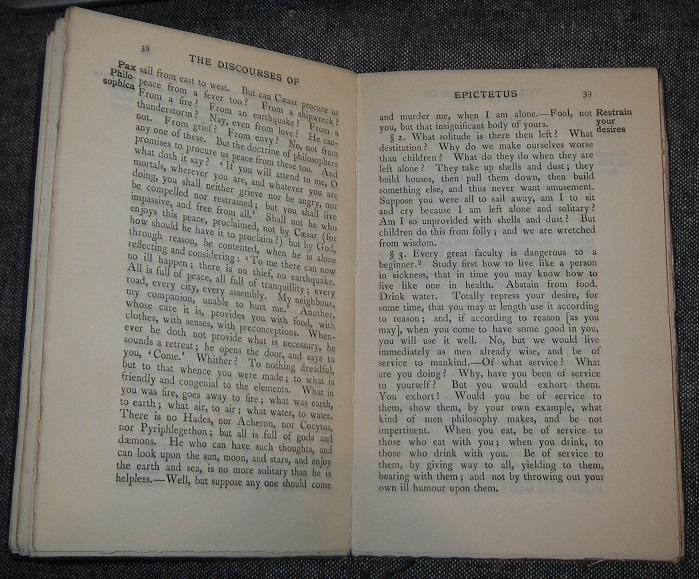 38
THE DISCOURSES OF
Pax
Philo-
sophica
sail from east to west. But can Cæsar procure us
peace from a fever too? From a shipwreck?
From a fire? From an earthquake? From a
thunderstorm? Nay, even from love? He can-
not. From grief? From envy? No, not from
any one of these. But the doctrine of philosophers
promises to procure us peace from these too. And
what doth it say? ‘If you will attend to me, O
mortals, wherever you are, and whatever you are
doing, you shall neither grieve nor be angry, nor
be compelled nor restrained; but you shall live
impassive, and free from all.’ Shall not he who
enjoys this peace, proclaimed, not by Cæsar (for
how should he have it to proclaim?) but by God,
through reason, be contented, when he is alone
reflecting and considering: ‘To me there can now
no ill happen; there is no thief, no earthquake.
All is full of peace, all full of tranquillity; every
road, every city, every assembly. My neighbour,
my companion, unable to hurt me.’ Another,
whose care it is, provides you with food, with
clothes, with senses, with preconceptions. When-
ever he doth not provide what is necessary, he
sounds a retreat; he opens the door, and says to
you, ‘Come.’ Whither? To nothing dreadful,
but to that whence you were made; to what is
friendly and congenial to the elements. What in
you was fire, goes away to fire; what was earth,
to earth; what air, to air; what water, to water.
There is no Hades, nor Acheron, nor Cocytus,
nor Pyriphlegethon; but all is full of gods and
dæmons. He who can have such thoughts, and
can look upon the sun, moon, and stars, and enjoy
the earth and sea, is no more solitary than he is
helpless.—Well, but suppose any one should come
EPICTETUS
39
Restrain
your
desires
and murder me, when I am alone.—Fool, not
you, but that insignificant body of yours.
§ 2. What solitude is there then left? What
destitution? Why do we make ourselves worse
than children? What do they do when they are
left alone? They take up shells and dust; they
build houses, then pull them down, then build
something else, and thus never want amusement.
Suppose you were all to sail away, am I to sit
and cry because I am left alone and solitary?
Am I so unprovided with shells and dust? But
children do this from folly; and we are wretched
from wisdom.
§ 3. Every great faculty is dangerous to a
beginner.² Study first how to live like a person
in sickness, that in time you may know how to
live like one in health. Abstain from food.
Drink water. Totally repress your desire, for
some time, that you may at length use it according
to reason; and, if according to reason [as you
may], when you come to have some good in you,
you will use it well. No, but we would live
immediately as men already wise, and be of
service to mankind.—Of what service? What
are you doing? Why, have you been of service
to yourself? But you would exhort them.
You exhort! Would you be of service to
them, show them, by your own example, what
kind of men philosophy makes, and be not
impertinent. When you eat, be of service to
those who eat with you; when you drink, to
those who drink with you. Be of service to
them, by giving way to all, yielding to them,
bearing with them; and not by throwing out your
own ill humour upon them.